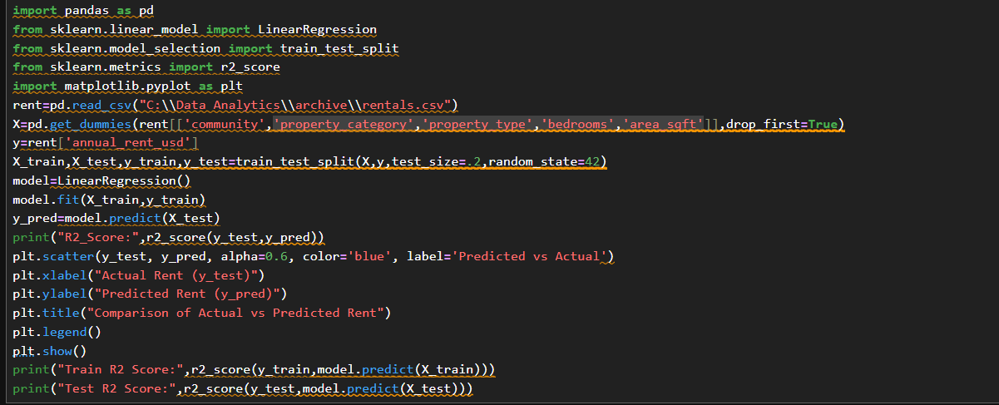 import pandas as pd
from sklearn.linear_model import LinearRegression
from sklearn.model_selection import train_test_split
from sklearn.metrics import r2_score
import matplotlib.pyplot as plt
rent=pd.read_csv("C:\\Data_Analytics\\archive\\rentals.csv")
X=pd.get_dummies(rent[['community','property_category','property_type','bedrooms','area_sqft']],drop_first=True)
y=rent['annual_rent_usd']
X_train,X_test,y_train,y_test=train_test_split(X,y,test_size=.2,random_state=42)
model=LinearRegression()
model.fit(X_train,y_train)
y_pred=model.predict(X_test)
print("R2_Score:",r2_score(y_test,y_pred))
plt.scatter(y_test, y_pred, alpha=0.6, color='blue', label='Predicted vs Actual')
plt.xlabel("Actual Rent (y_test)")
plt.ylabel("Predicted Rent (y_pred)")
plt.title("Comparison of Actual vs Predicted Rent")
plt.legend()
plt.show()
print("Train R2 Score:",r2_score(y_train,model.predict(X_train)))
print("Test R2 Score:",r2_score(y_test,model.predict(X_test)))